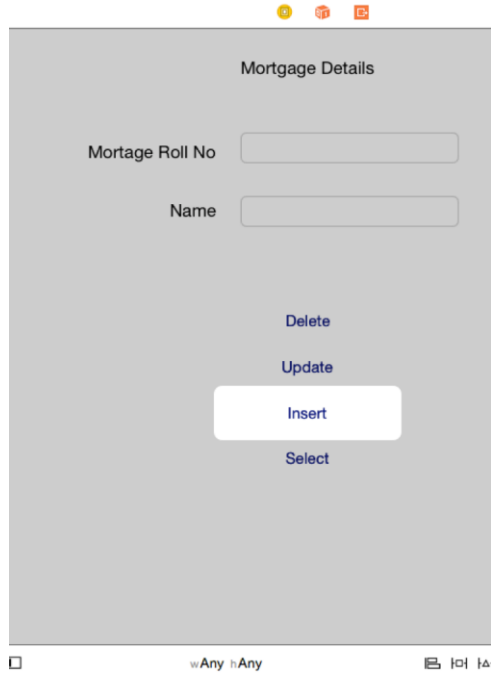 Mortgage Details
Mortage Roll No
Name
Delete
Update
Insert
Select
wAny hAny